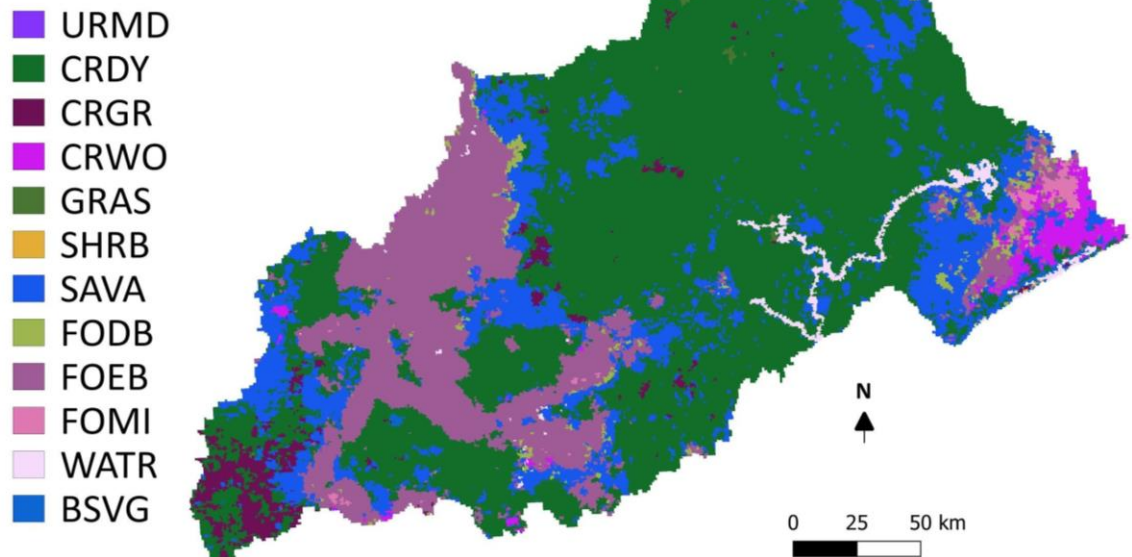 URMD
CRDY
CRGR
CRWO
GRAS
SHRB
SAVA
FODB
FOEB
FOMI
WATR
BSVG
N
0 25 50 km